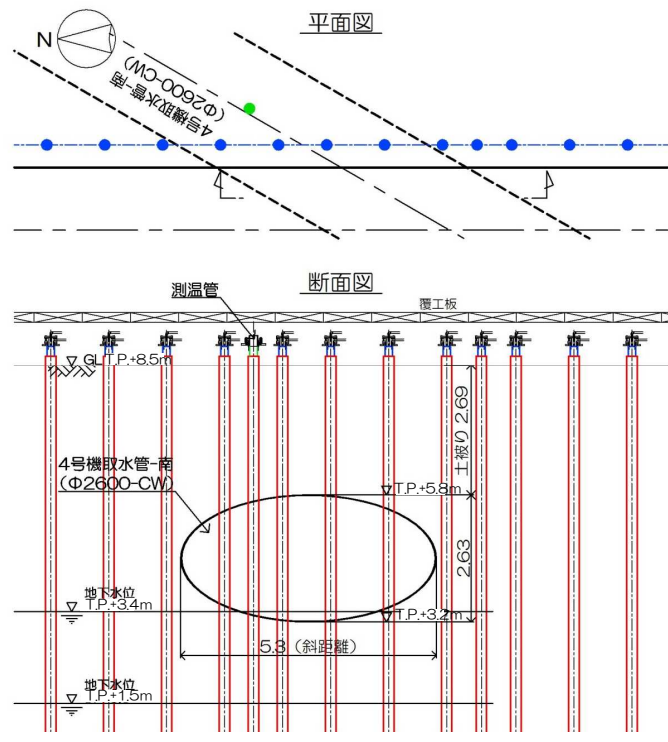 平面図
N
4号機取水管-南
(Φ2600-CW)
断面図
測温管
覆工板
GL T.P.+8.5m
土被り 2.69
4号機取水管-南
(Φ2600-CW)
T.P.+5.8m
2.63
地下水位
T.P.+3.4m
T.P.+3.2m
5.3 (斜距離)
地下水位
T.P.+1.5m